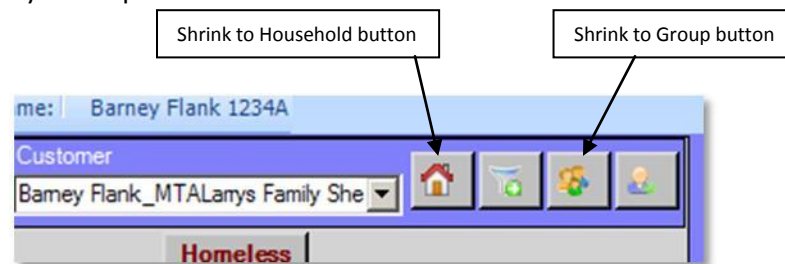 Shrink to Household button
Shrink to Group button
me: Barney Flank 1234A
Customer
Barney Flank_MTALarrys Family She
Homeless